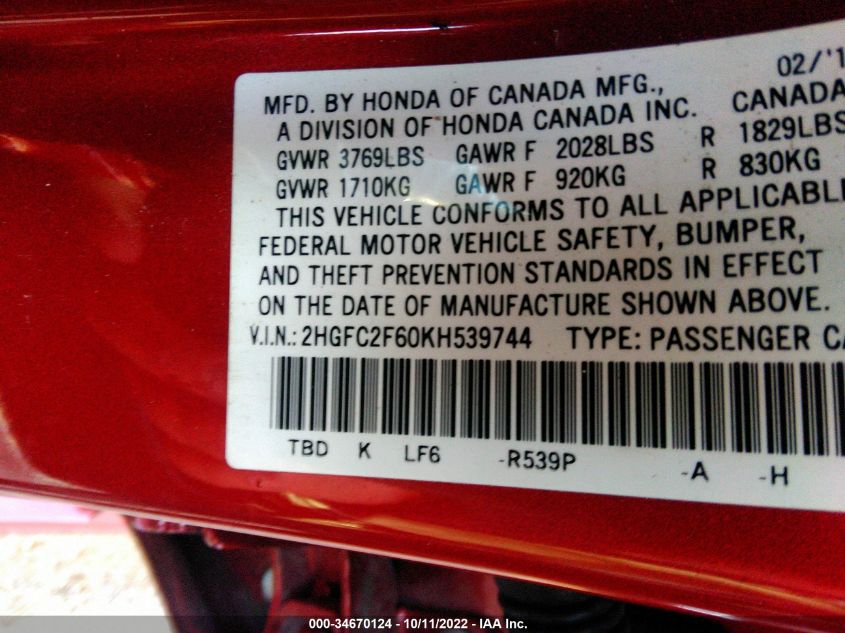 02/'1
MFD. BY HONDA OF CANADA MFG.,
A DIVISION OF HONDA CANADA INC. CANADA
GVWR 3769LBS GAWR F 2028LBS R 1829LBS
GVWR 1710KG GAWR F 920KG R 830KG
THIS VEHICLE CONFORMS TO ALL APPLICABL
FEDERAL MOTOR VEHICLE SAFETY, BUMPER,
AND THEFT PREVENTION STANDARDS IN EFFECT
ON THE DATE OF MANUFACTURE SHOWN ABOVE.
V.I.N.: 2HGFC2F60KH539744 TYPE: PASSENGER CA
TBD K LF6 -R539P -A -H
000-34670124 - 10/11/2022 - IAA Inc.